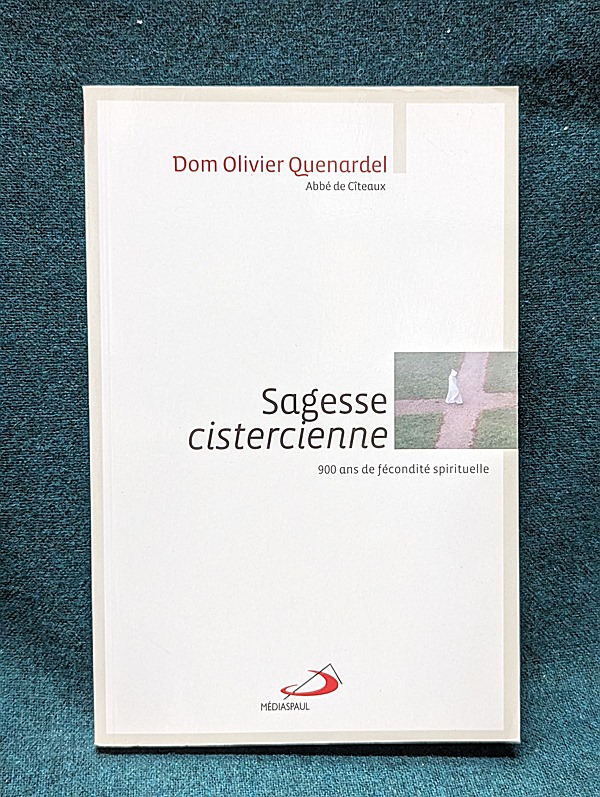 Dom Olivier Quenardel
Abbé de Cîteaux
Sagesse
cistercienne
900 ans de fécondité spirituelle
MÉDIASPAUL